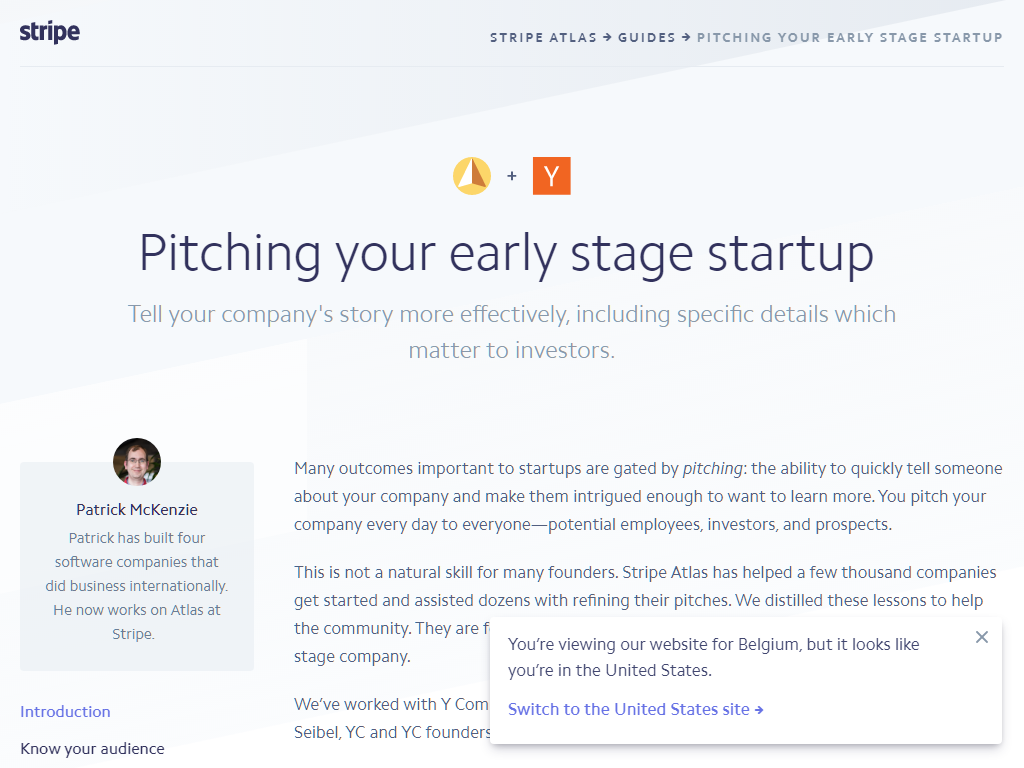 stripe
STRIPE ATLAS → GUIDES → PITCHING YOUR EARLY STAGE STARTUP
+ Y
Pitching your early stage startup
Tell your company's story more effectively, including specific details which
matter to investors.
Patrick McKenzie
Patrick has built four
software companies that
did business internationally.
He now works on Atlas at
Stripe.
Introduction
Know your audience
Many outcomes important to startups are gated by pitching: the ability to quickly tell someone
about your company and make them intrigued enough to want to learn more. You pitch your
company every day to everyone—potential employees, investors, and prospects.
This is not a natural skill for many founders. Stripe Atlas has helped a few thousand companies
get started and assisted dozens with refining their pitches. We distilled these lessons to help
the community. They are
stage company.
We’ve worked with Y Com
Seibel, YC and YC founders
You’re viewing our website for Belgium, but it looks like
you’re in the United States.
Switch to the United States site →